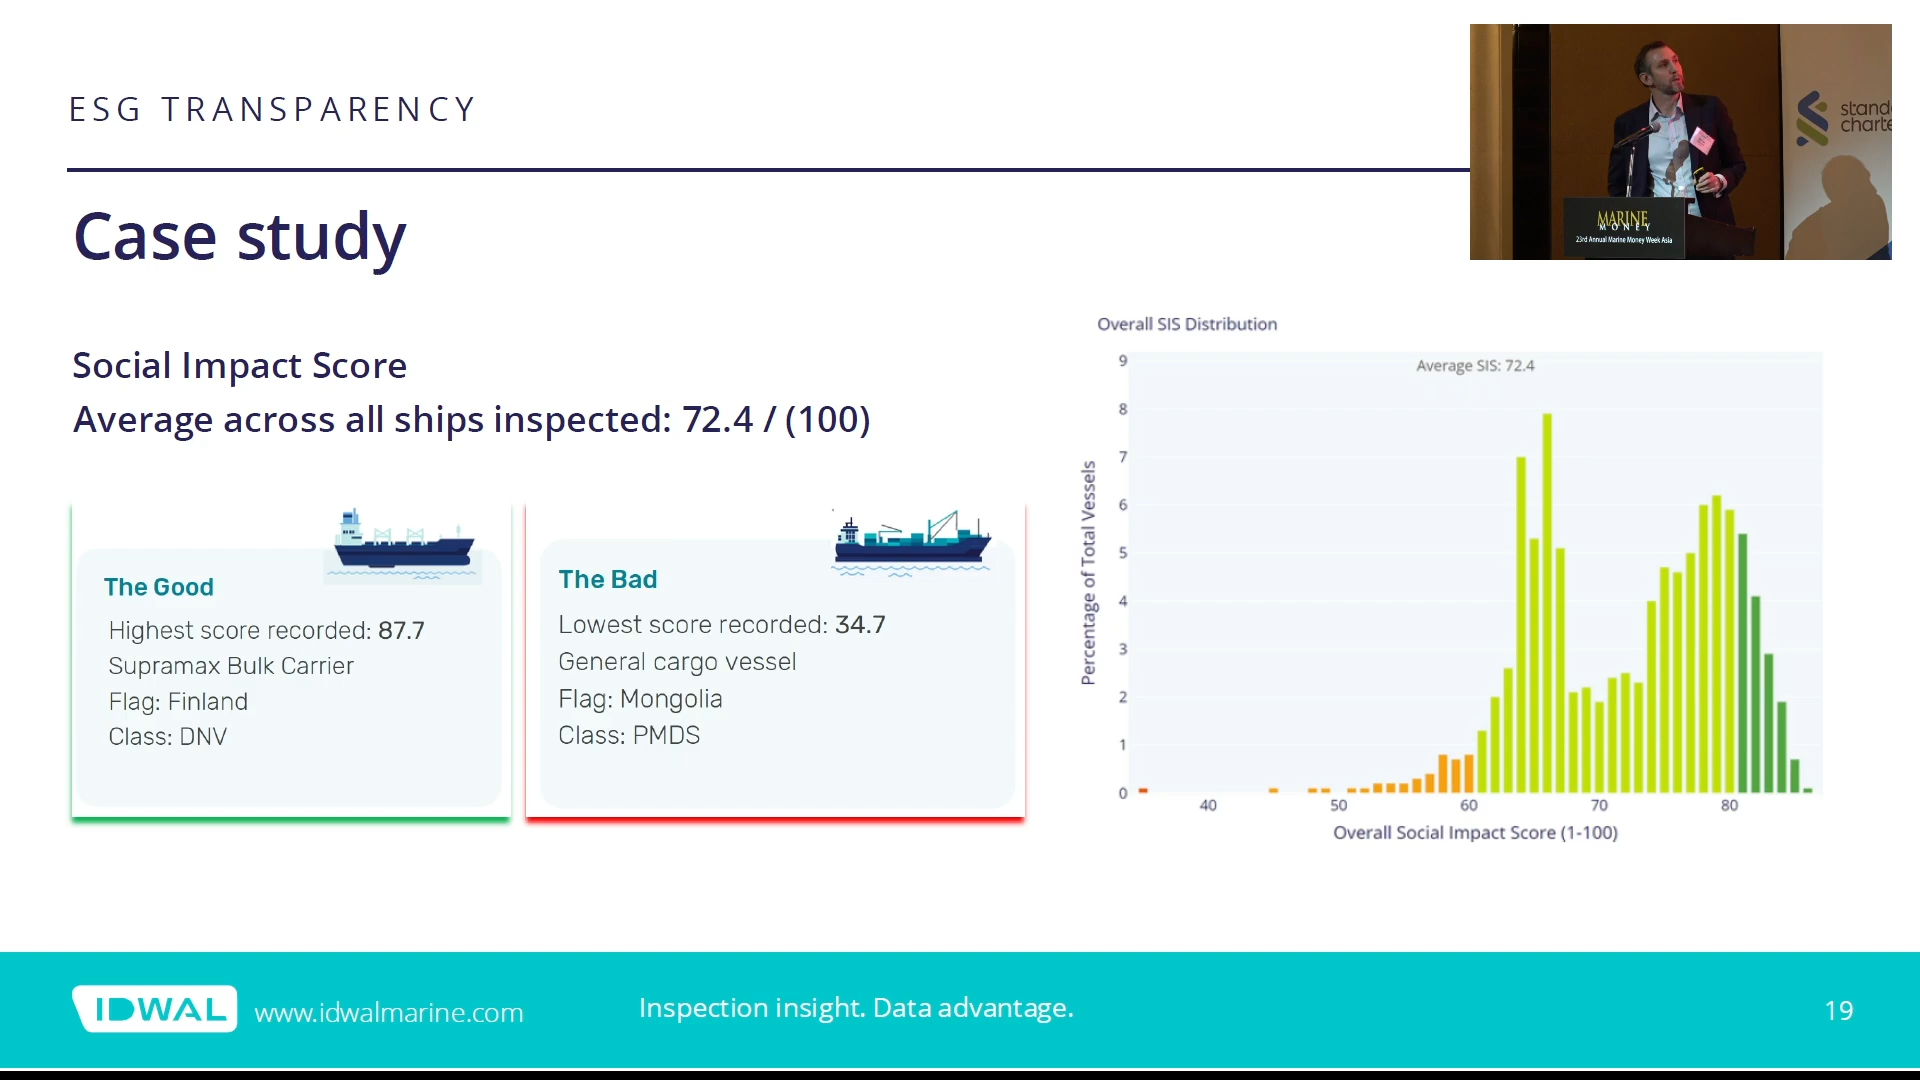 ESG TRANSPARENCY
Case study
Social Impact Score
Average across all ships inspected: 72.4 / (100)
The Good
Highest score recorded: 87.7
Supramax Bulk Carrier
Flag: Finland
Class: DNV
The Bad
Lowest score recorded: 34.7
General cargo vessel
Flag: Mongolia
Class: PMDS
Overall SIS Distribution
Average SIS: 72.4
Percentage of Total Vessels
9
8
7
6
5
4
3
2
1
0
40 50 60 70 80
Overall Social Impact Score (1-100)
stand
charte
MARINE
MONEY
23rd Annual Marine Money Week Asia
IDWAL
www.idwalmarine.com
Inspection insight. Data advantage.
19